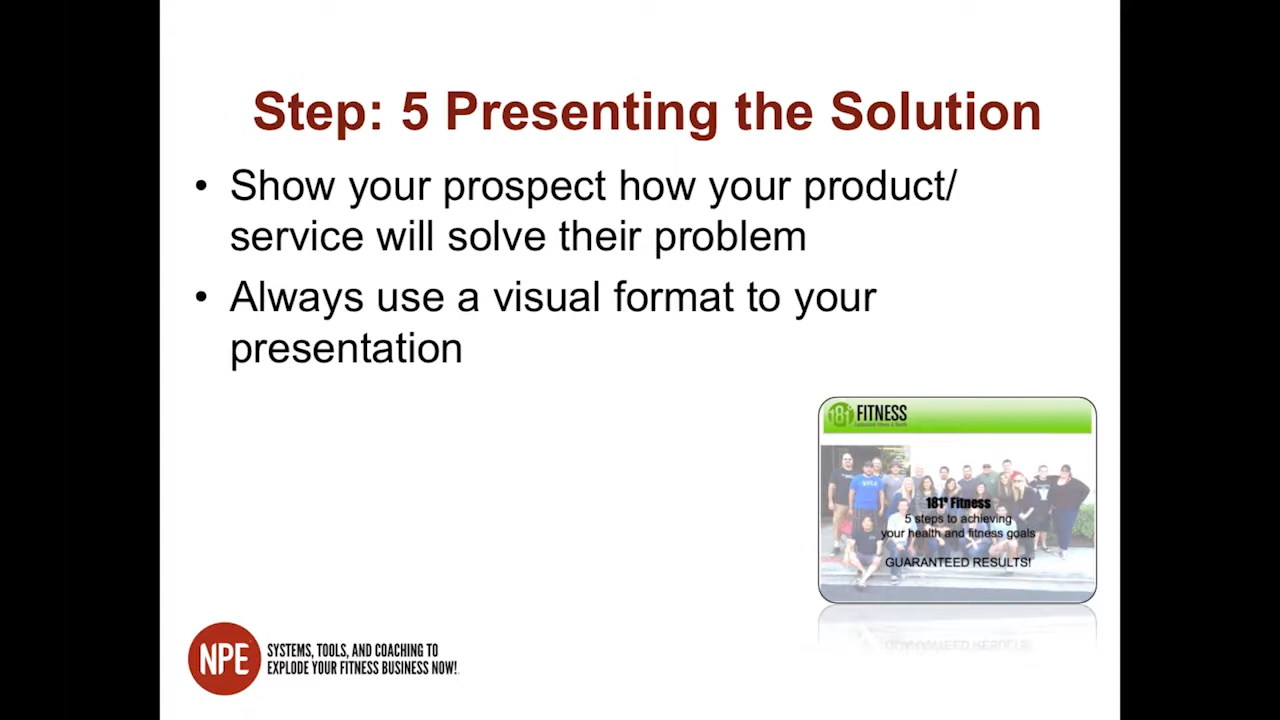 Step: 5 Presenting the Solution
• Show your prospect how your product/
service will solve their problem
• Always use a visual format to your
presentation
181° FITNESS
181° Fitness
5 steps to achieving
your health and fitness goals
GUARANTEED RESULTS!
NPE
SYSTEMS, TOOLS, AND COACHING TO
EXPLODE YOUR FITNESS BUSINESS NOW!